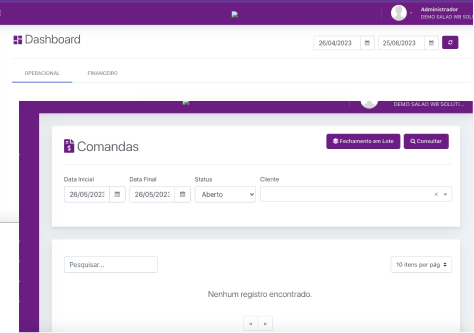 Administrador
DEMO SALAO WB SOLU
Dashboard
26/04/2023
25/06/2023
OPERACIONAL
FINANCEIRO
DEMO SALAO WB SOLUTI...
Comandas
Fechamento em Lote
Consultar
Data Inicial
Data Final
Status
Cliente
26/05/2023
26/05/2023
Aberto
Pesquisar...
10 itens por pág
Nenhum registro encontrado.
« »